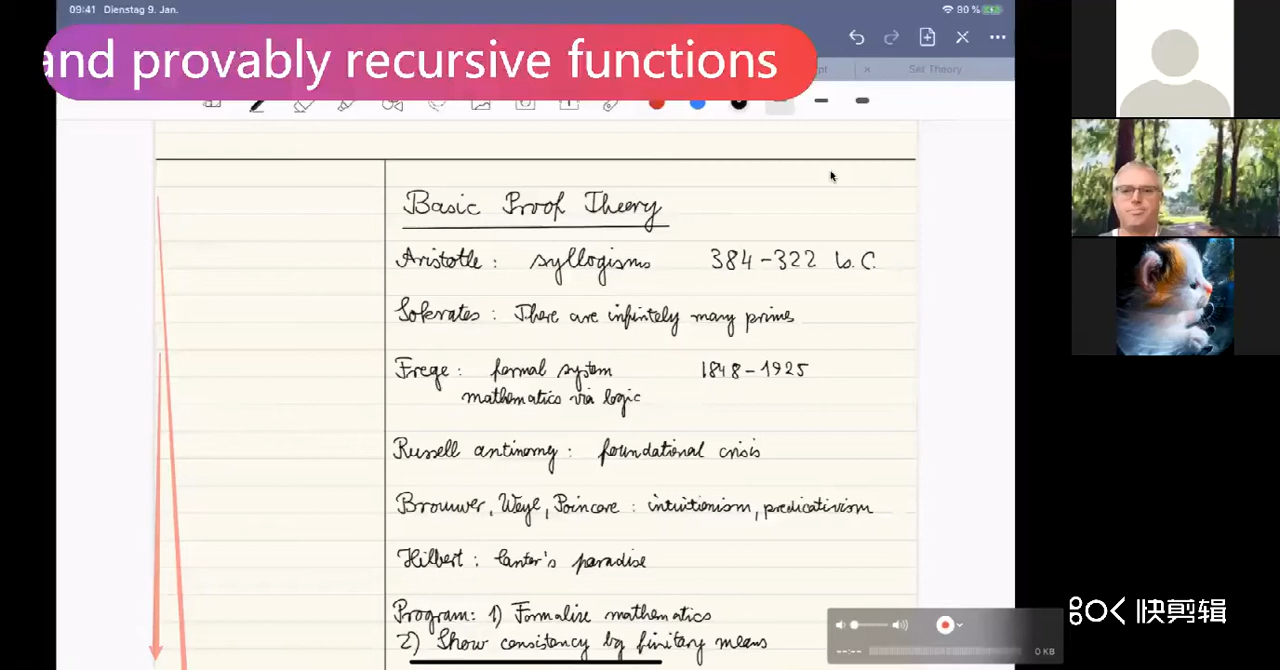 09:41 Dienstag 9. Jan.
90 %
and provably recursive functions
Set Theory
Basic Proof Theory
Aristotle: syllogisms 384-322 b.C.
Sokrates: There are infintely many prims
Frege: formal system 1848-1925
mathematics via logic
Russell antinomy: foundational crisis
Brouwer, Weyl, Poincare: intuitionism, predicativism
Hilbert: Canter's paradise
Program: 1) Formalize mathematics
2) Show consistency by finitary means
--:--
0 KB
快剪辑